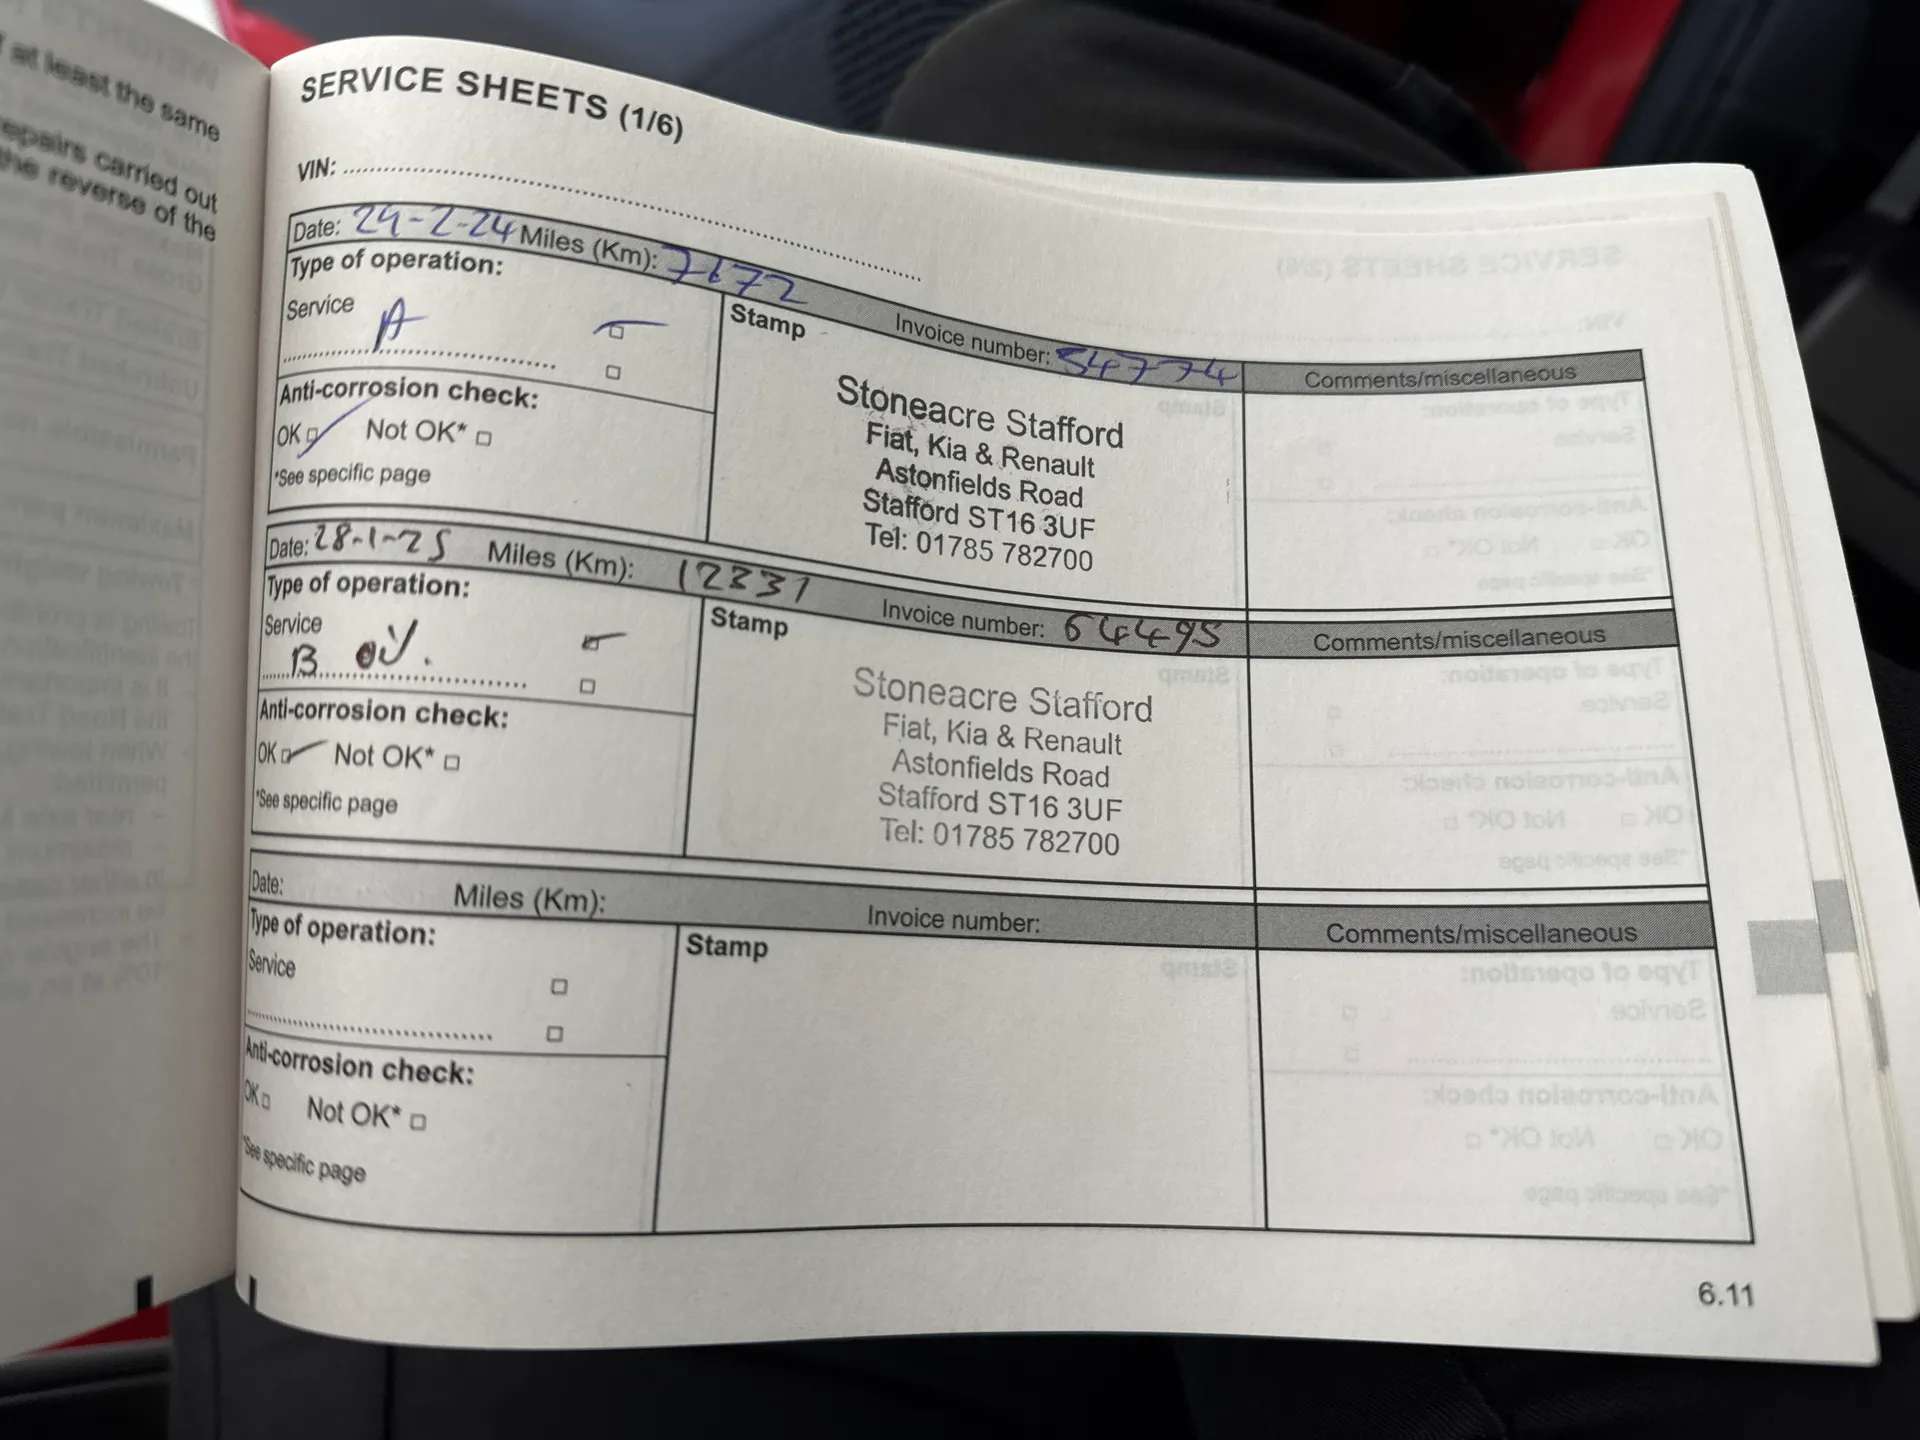 at least the same
repairs carried out
the reverse of the
SERVICE SHEETS (1/6)
VIN:
Date: 29-2-24 Miles (Km): 7672 Invoice number: 54774 Comments/miscellaneous
Type of operation:
Service A
Anti-corrosion check:
OK Not OK*
*See specific page
Stamp
Stoneacre Stafford
Fiat, Kia & Renault
Astonfields Road
Stafford ST16 3UF
Tel: 01785 782700
Date: 28-1-25 Miles (Km): 12331 Invoice number: 64495 Comments/miscellaneous
Type of operation:
Service
B
Anti-corrosion check:
OK Not OK*
*See specific page
Stamp
Stoneacre Stafford
Fiat, Kia & Renault
Astonfields Road
Stafford ST16 3UF
Tel: 01785 782700
Date: Miles (Km): Invoice number: Comments/miscellaneous
Type of operation:
Service
Anti-corrosion check:
OK Not OK*
*See specific page
Stamp
6.11